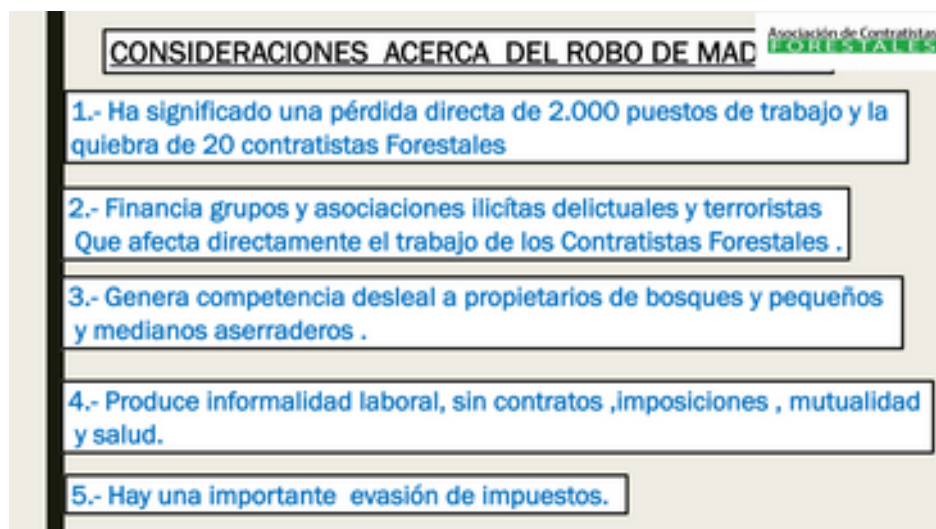 Asociación de Contratistas
FORESTALES
CONSIDERACIONES ACERCA DEL ROBO DE MAD
1.- Ha significado una pérdida directa de 2.000 puestos de trabajo y la
quiebra de 20 contratistas Forestales
2.- Financia grupos y asociaciones ilicítas delictuales y terroristas
Que afecta directamente el trabajo de los Contratistas Forestales .
3.- Genera competencia desleal a propietarios de bosques y pequeños
y medianos aserraderos .
4.- Produce informalidad laboral, sin contratos ,imposiciones , mutualidad
y salud.
5.- Hay una importante evasión de impuestos.